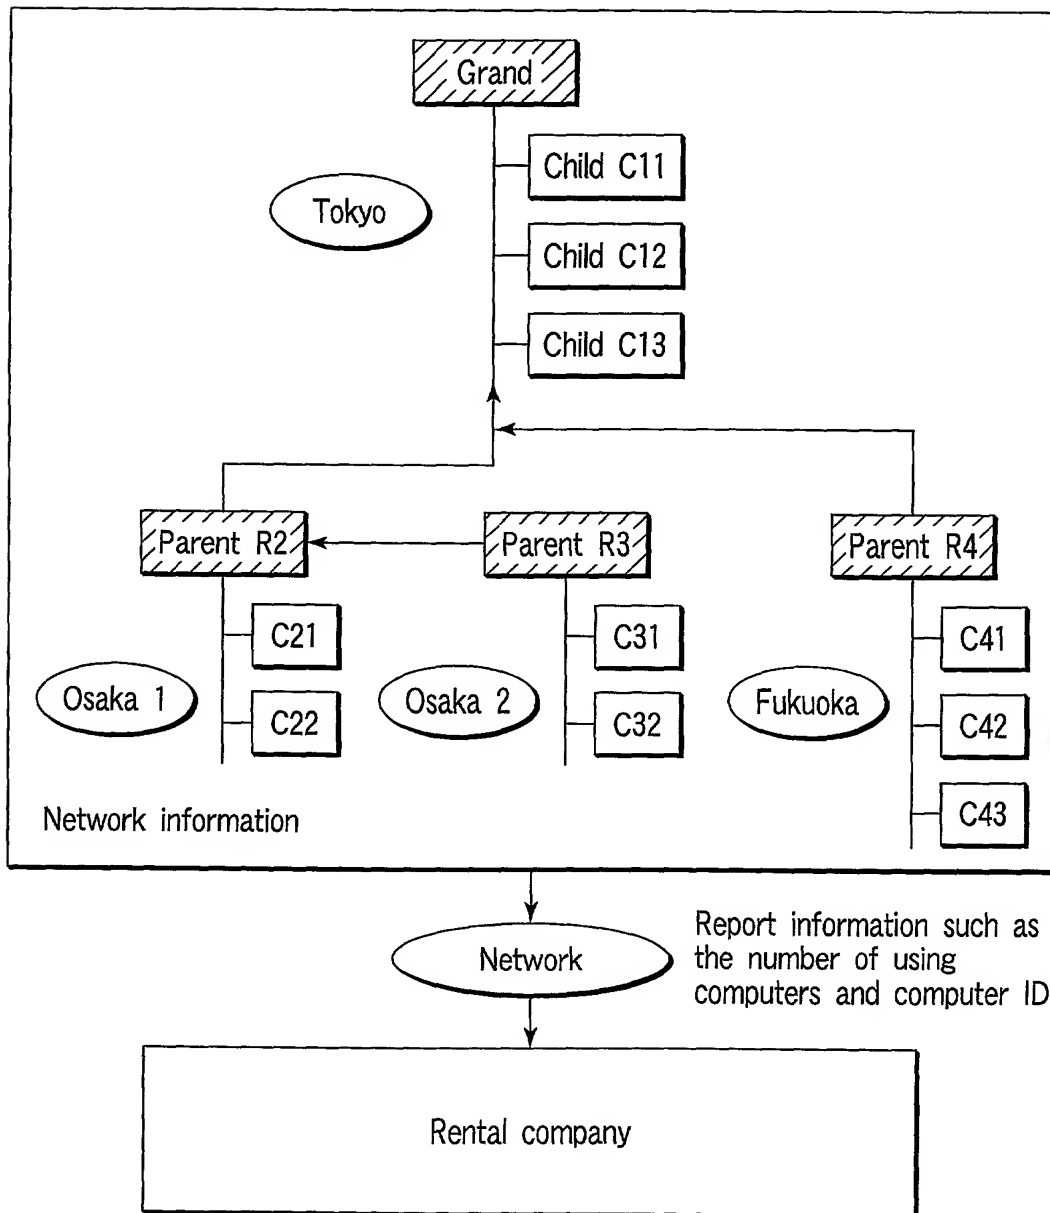 Grand
Child C11
Tokyo
Child C12
Child C13
Parent R2
Parent R3
Parent R4
C21
C31
C41
Osaka 1
C22
Osaka 2
C32
Fukuoka
C42
Network information
C43
Report information such as
the number of using
computers and computer ID
Network
Rental company